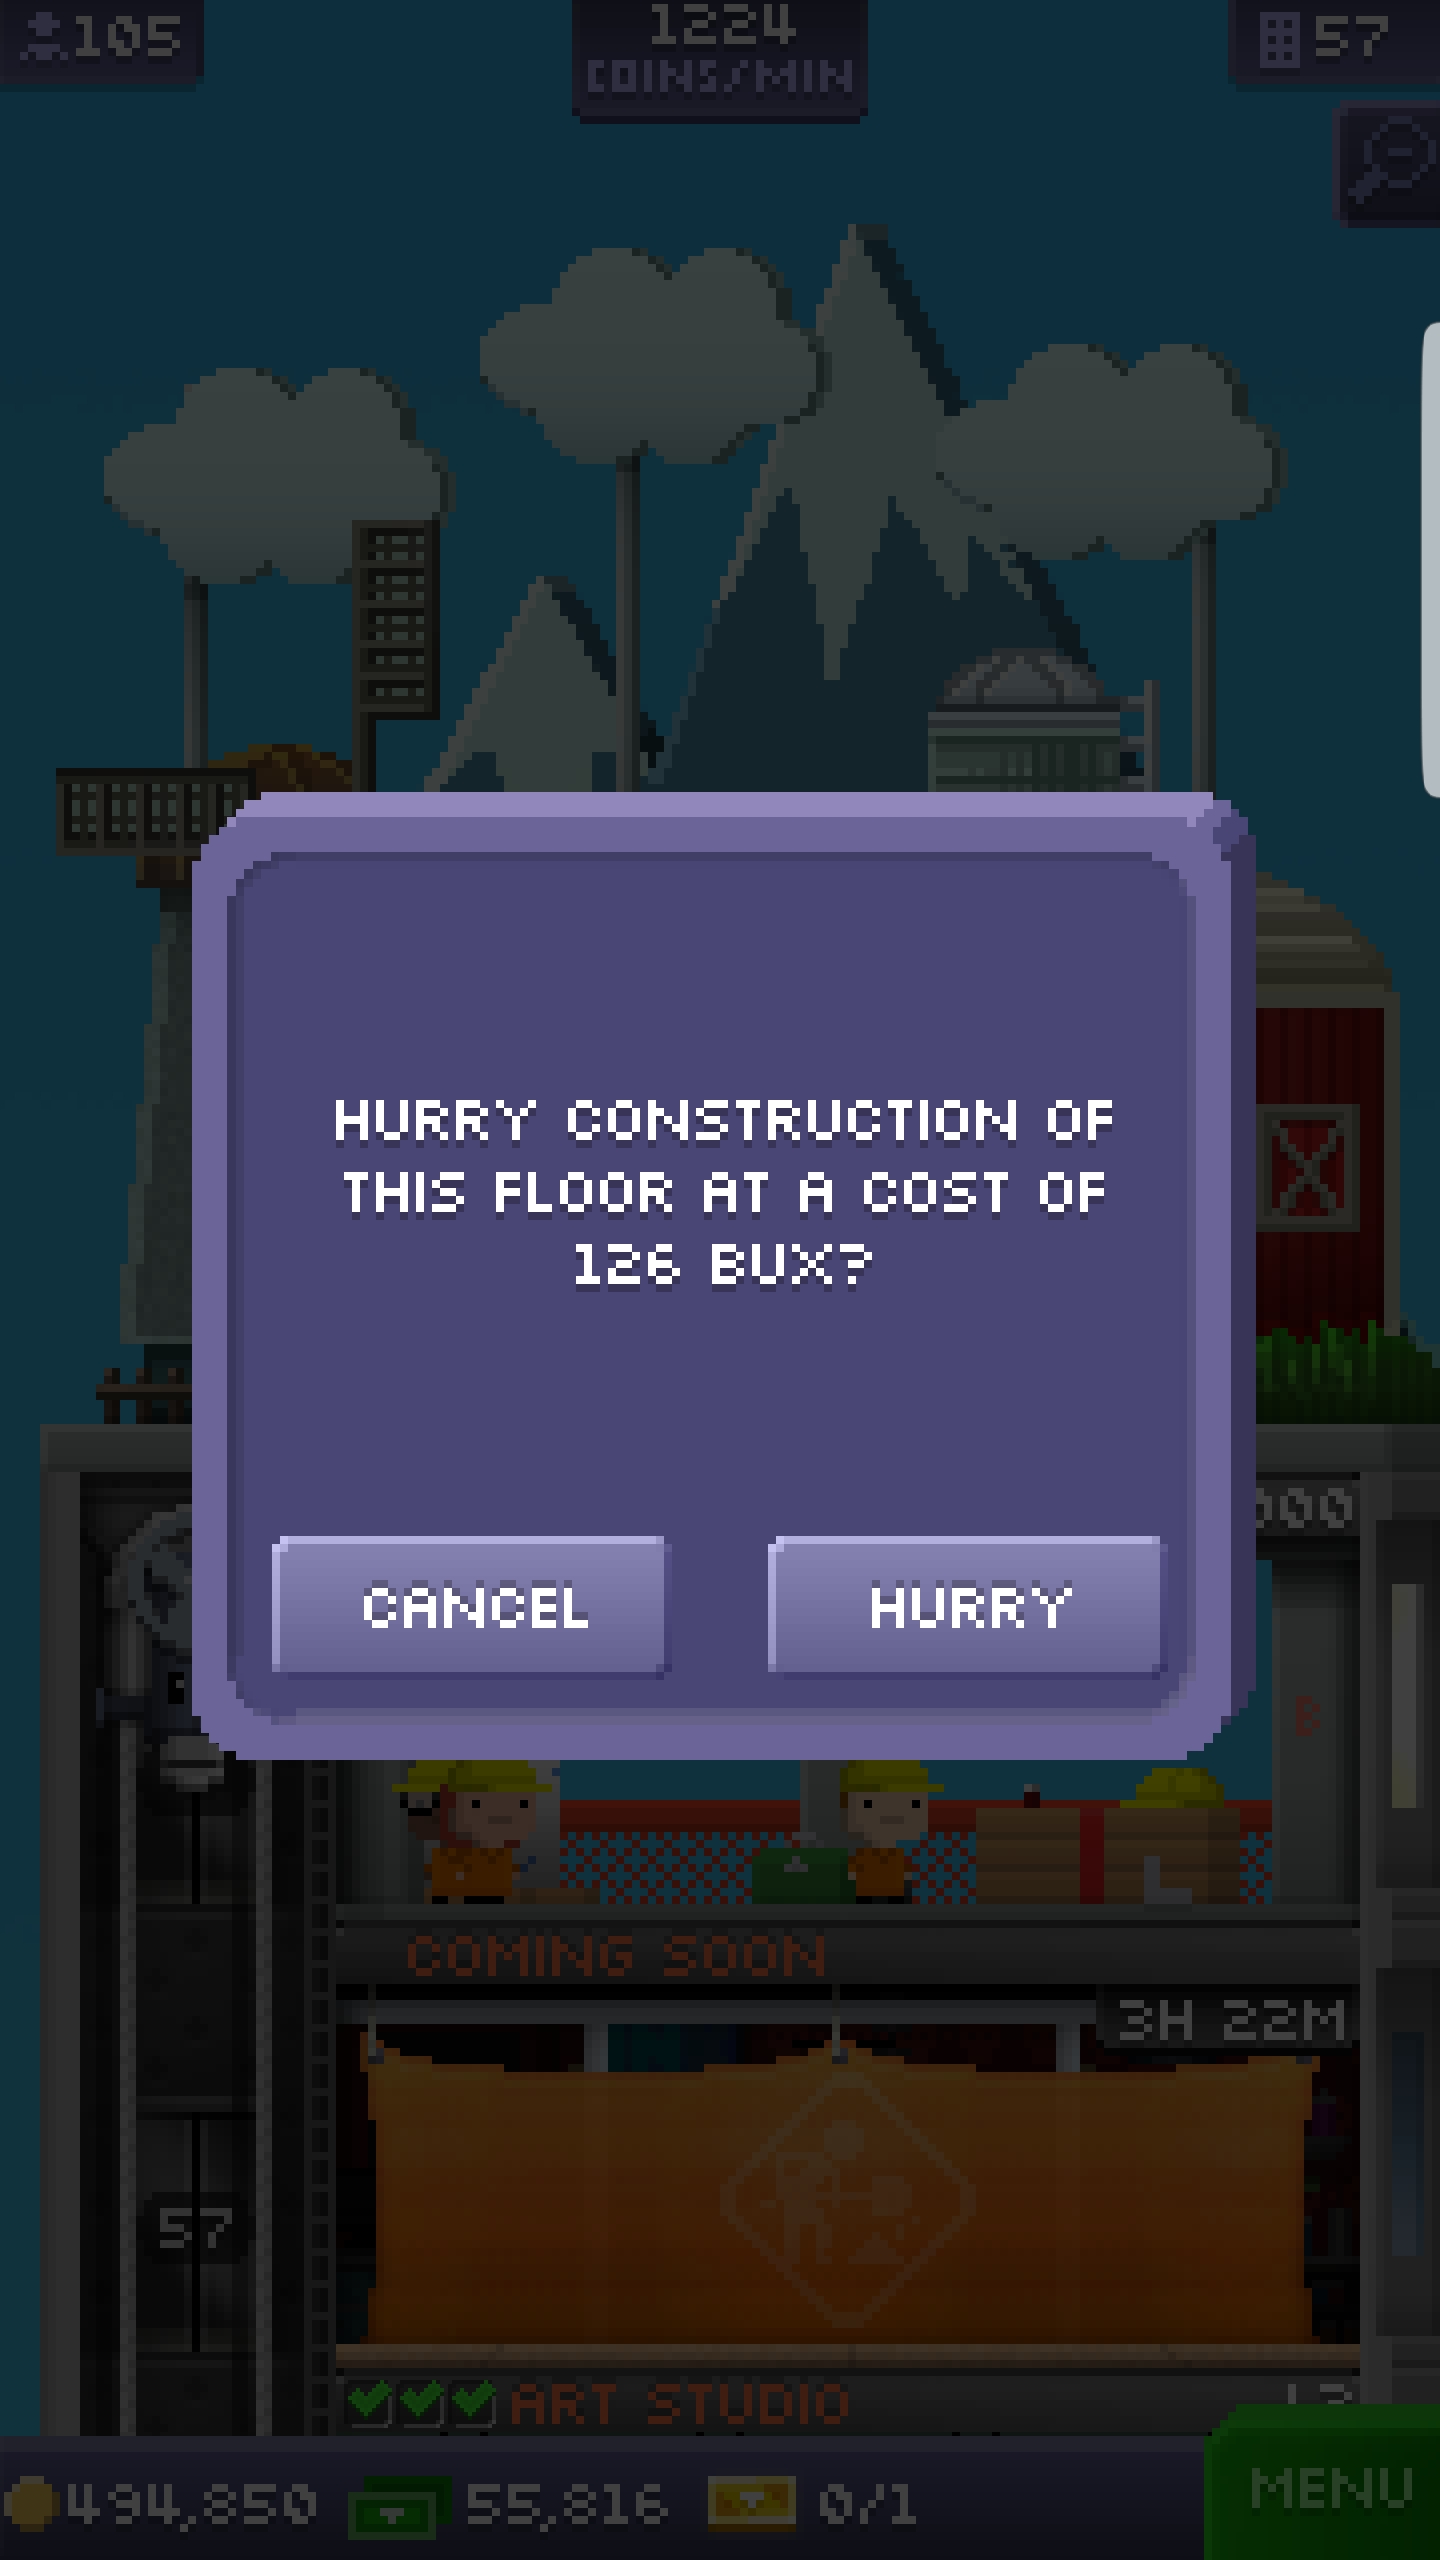 105
1224
COINS/MIN
57
HURRY CONSTRUCTION OF
THIS FLOOR AT A COST OF
126 BUX?
CANCEL
HURRY
B
COMING SOON
3H 22M
57
ART STUDIO
494,850
55,816
0/1
MENU